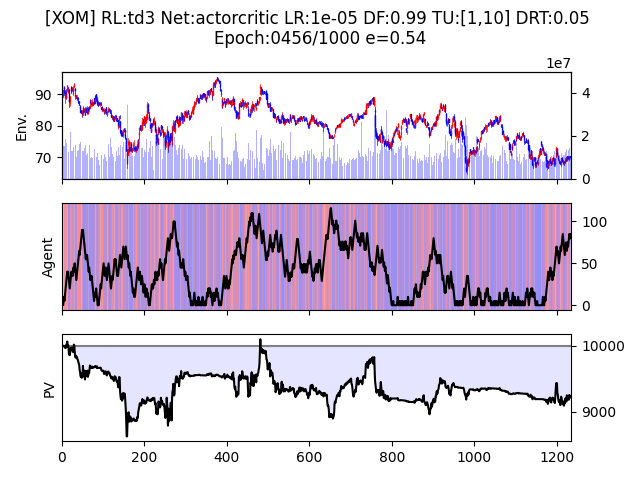 [XOM] RL:td3 Net:actorcritic LR:1e-05 DF:0.99 TU:[1,10] DRT:0.05
Epoch:0456/1000 e=0.54
1e7
Env.
90
80
70
4
2
0
Agent
100
50
0
PV
10000
9000
0 200 400 600 800 1000 1200